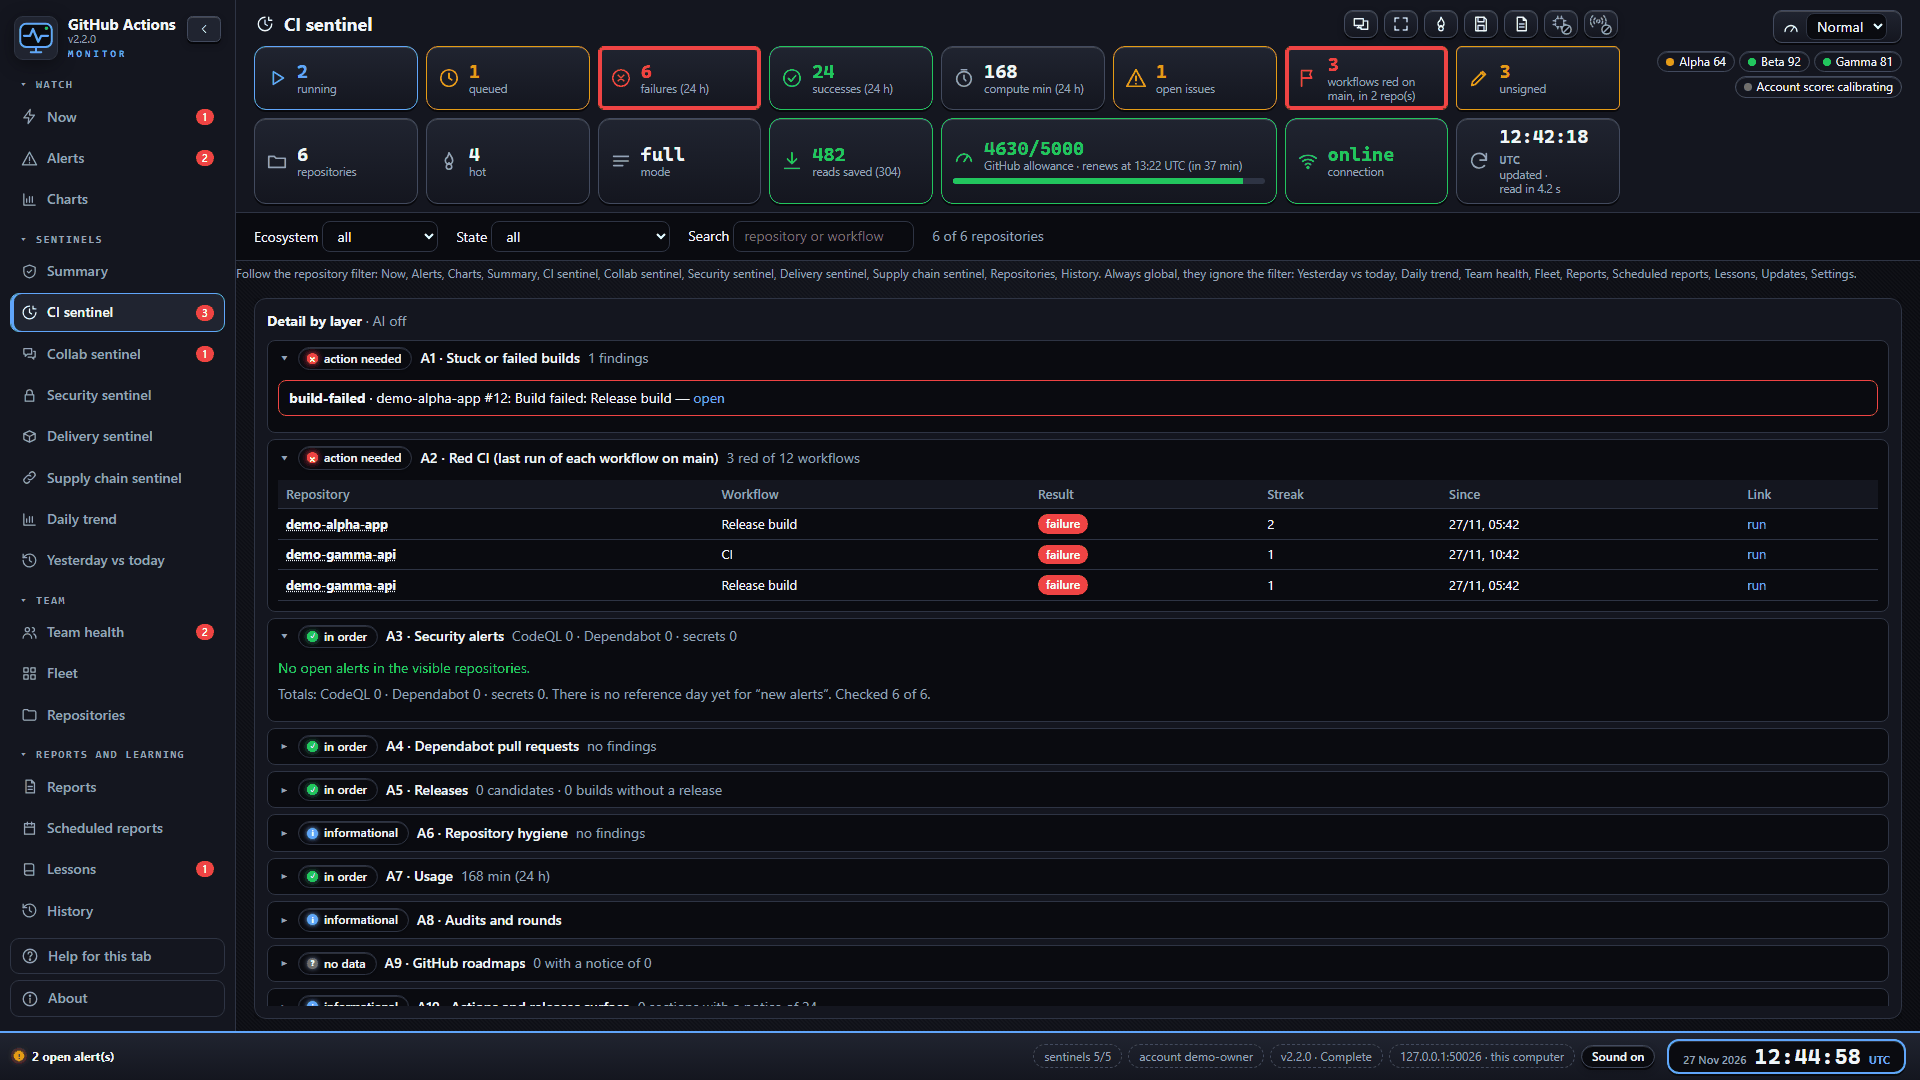 GitHub Actions
v2.2.0
MONITOR
WATCH
Now 1
Alerts 2
Charts
SENTINELS
Summary
CI sentinel 3
Collab sentinel 1
Security sentinel
Delivery sentinel
Supply chain sentinel
Daily trend
Yesterday vs today
TEAM
Team health 2
Fleet
Repositories
REPORTS AND LEARNING
Reports
Scheduled reports
Lessons 1
History
Help for this tab
About
CI sentinel
Normal
2 running
1 queued
6 failures (24 h)
24 successes (24 h)
168 compute min (24 h)
1 open issues
3 workflows red on main, in 2 repo(s)
3 unsigned
Alpha 64
Beta 92
Gamma 81
Account score: calibrating
6 repositories
4 hot
full mode
482 reads saved (304)
4630/5000
GitHub allowance · renews at 13:22 UTC (in 37 min)
online connection
12:42:18
UTC
updated ·
read in 4.2 s
Ecosystem all State all Search repository or workflow 6 of 6 repositories
Follow the repository filter: Now, Alerts, Charts, Summary, CI sentinel, Collab sentinel, Security sentinel, Delivery sentinel, Supply chain sentinel, Repositories, History. Always global, they ignore the filter: Yesterday vs today, Daily trend, Team health, Fleet, Reports, Scheduled reports, Lessons, Updates, Settings.
Detail by layer · AI off
action needed A1 · Stuck or failed builds 1 findings
build-failed · demo-alpha-app #12: Build failed: Release build — open
action needed A2 · Red CI (last run of each workflow on main) 3 red of 12 workflows
Repository Workflow Result Streak Since Link
demo-alpha-app Release build failure 2 27/11, 05:42 run
demo-gamma-api CI failure 1 27/11, 10:42 run
demo-gamma-api Release build failure 1 27/11, 05:42 run
in order A3 · Security alerts CodeQL 0 · Dependabot 0 · secrets 0
No open alerts in the visible repositories.
Totals: CodeQL 0 · Dependabot 0 · secrets 0. There is no reference day yet for “new alerts”. Checked 6 of 6.
in order A4 · Dependabot pull requests no findings
in order A5 · Releases 0 candidates · 0 builds without a release
informational A6 · Repository hygiene no findings
in order A7 · Usage 168 min (24 h)
informational A8 · Audits and rounds
no data A9 · GitHub roadmaps 0 with a notice of 0
informational A10 · Actions and releases surface 0 sections with a notice of 24
2 open alert(s)
sentinels 5/5
account demo-owner
v2.2.0 · Complete
127.0.0.1:50026 · this computer
Sound on
27 Nov 2026 12:44:58 UTC